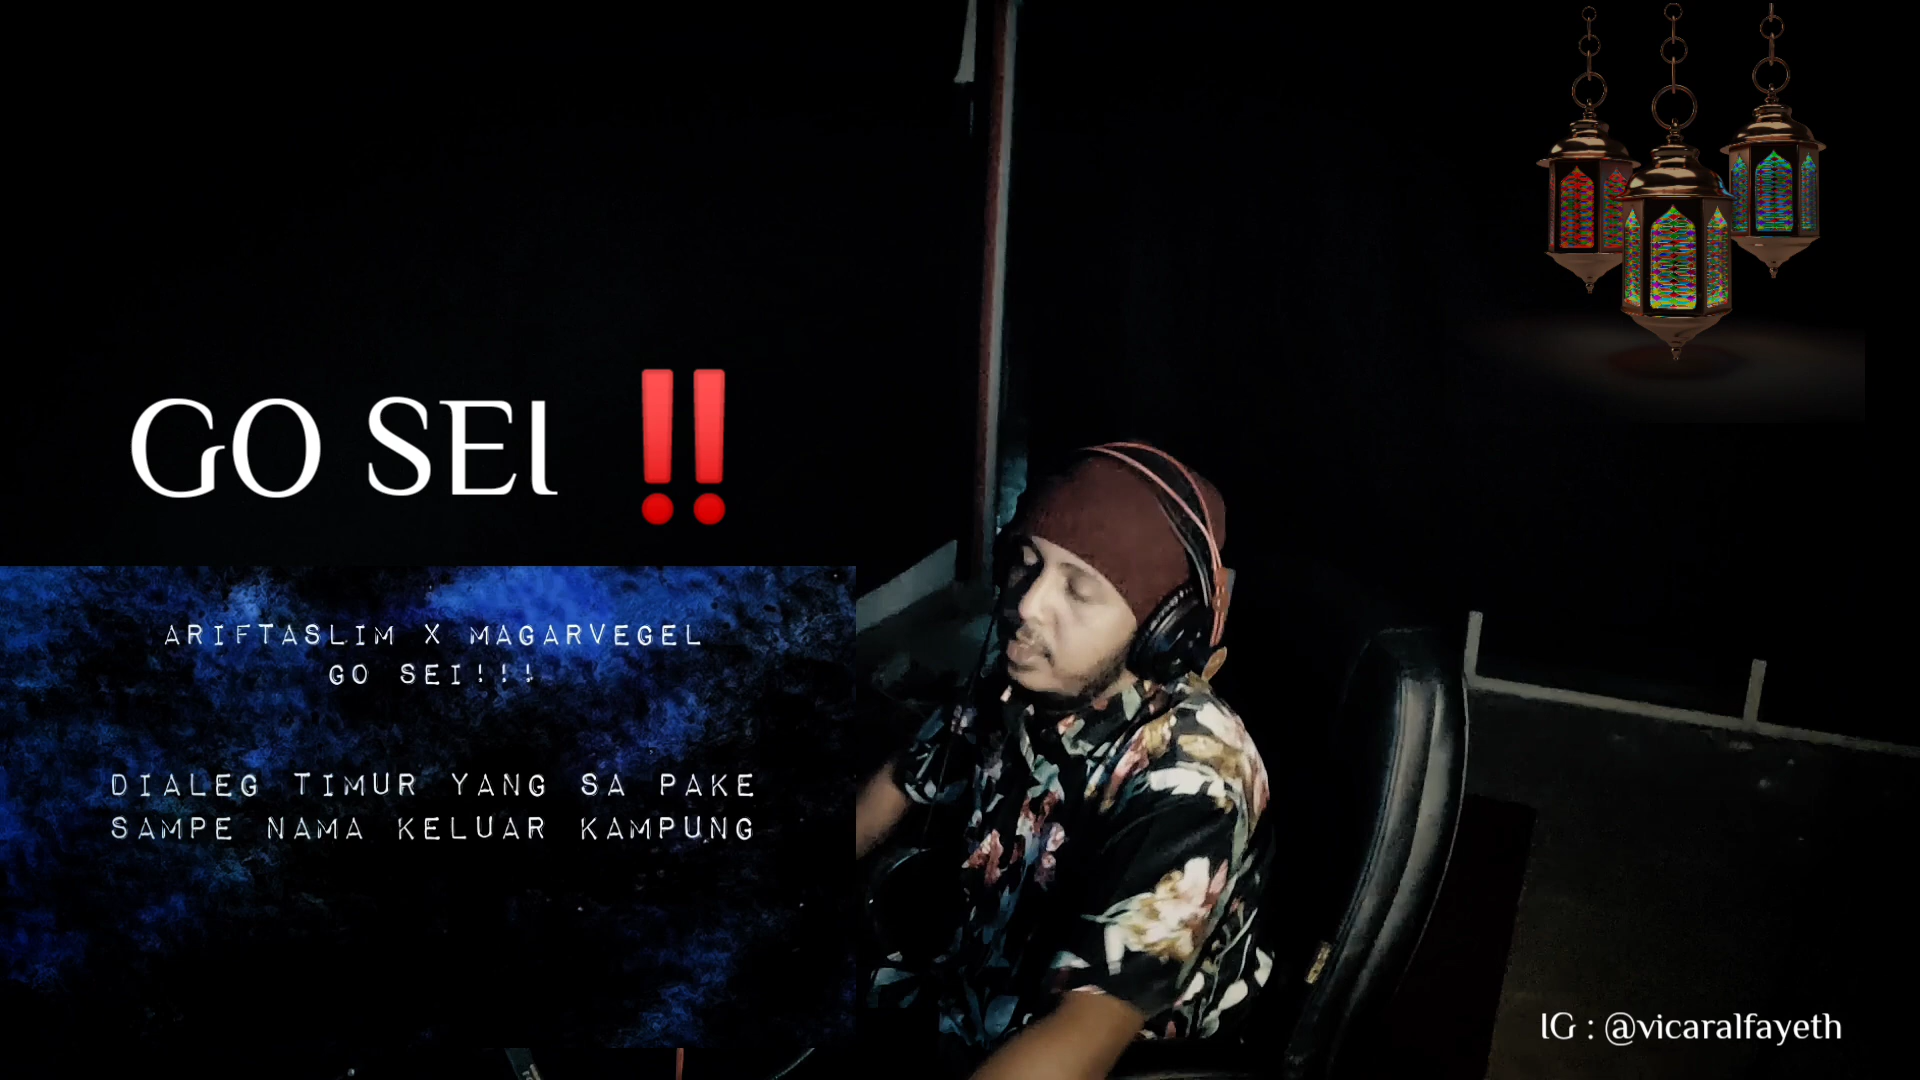 GO SEI ‼️
ARIFTASLIM X MAGARVEGEL
GO SEI!!!
DIALEG TIMUR YANG SA PAKE
SAMPE NAMA KELUAR KAMPUNG
IG : @vicaralfayeth